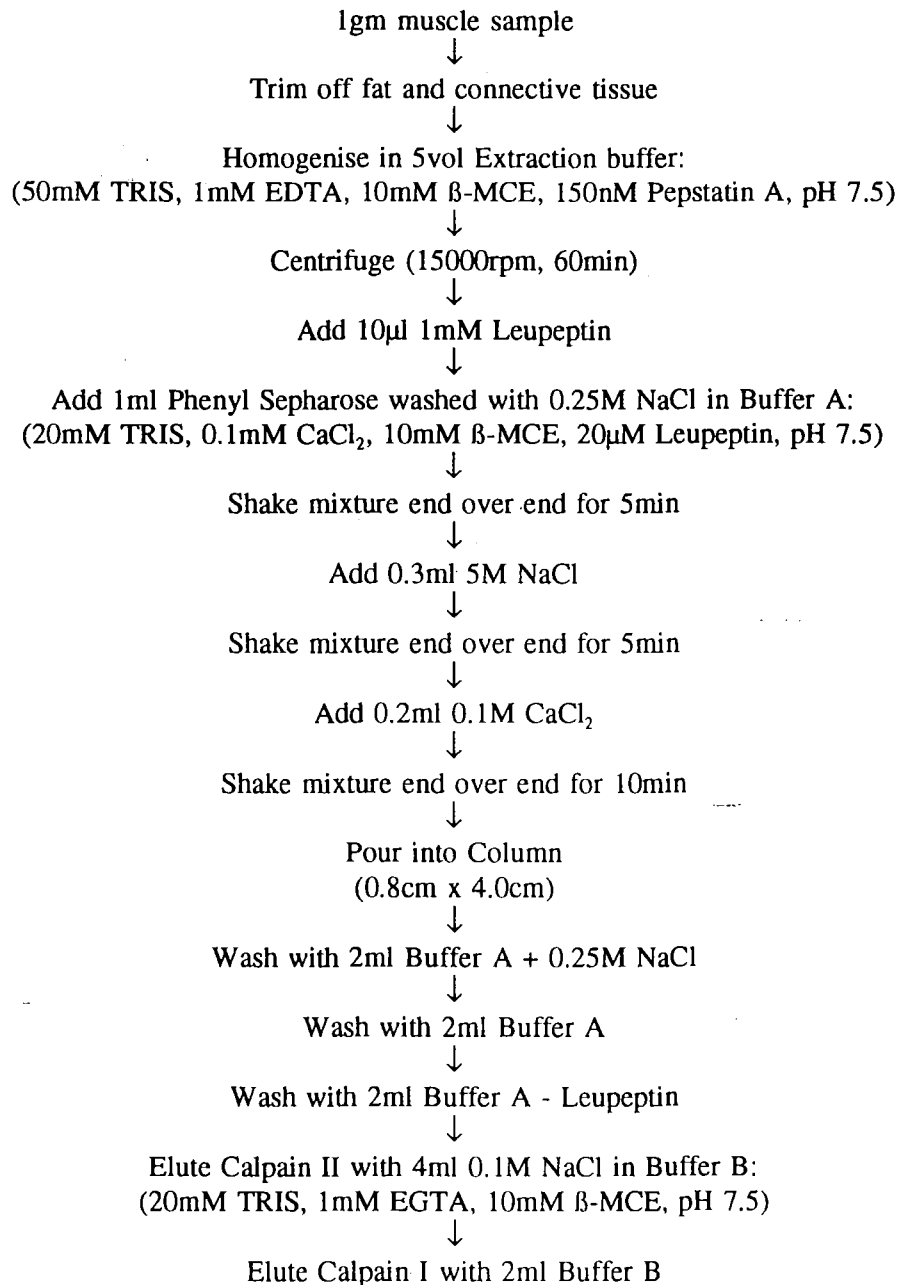 1gm muscle sample
↓
Trim off fat and connective tissue
↓
Homogenise in 5vol Extraction buffer:
(50mM TRIS, 1mM EDTA, 10mM ß-MCE, 150nM Pepstatin A, pH 7.5)
↓
Centrifuge (15000rpm, 60min)
↓
Add 10µl 1mM Leupeptin
↓
Add 1ml Phenyl Sepharose washed with 0.25M NaCl in Buffer A:
(20mM TRIS, 0.1mM CaCl₂, 10mM ß-MCE, 20µM Leupeptin, pH 7.5)
↓
Shake mixture end over end for 5min
↓
Add 0.3ml 5M NaCl
↓
Shake mixture end over end for 5min
↓
Add 0.2ml 0.1M CaCl₂
↓
Shake mixture end over end for 10min
↓
Pour into Column
(0.8cm x 4.0cm)
↓
Wash with 2ml Buffer A + 0.25M NaCl
↓
Wash with 2ml Buffer A
↓
Wash with 2ml Buffer A - Leupeptin
↓
Elute Calpain II with 4ml 0.1M NaCl in Buffer B:
(20mM TRIS, 1mM EGTA, 10mM ß-MCE, pH 7.5)
↓
Elute Calpain I with 2ml Buffer B